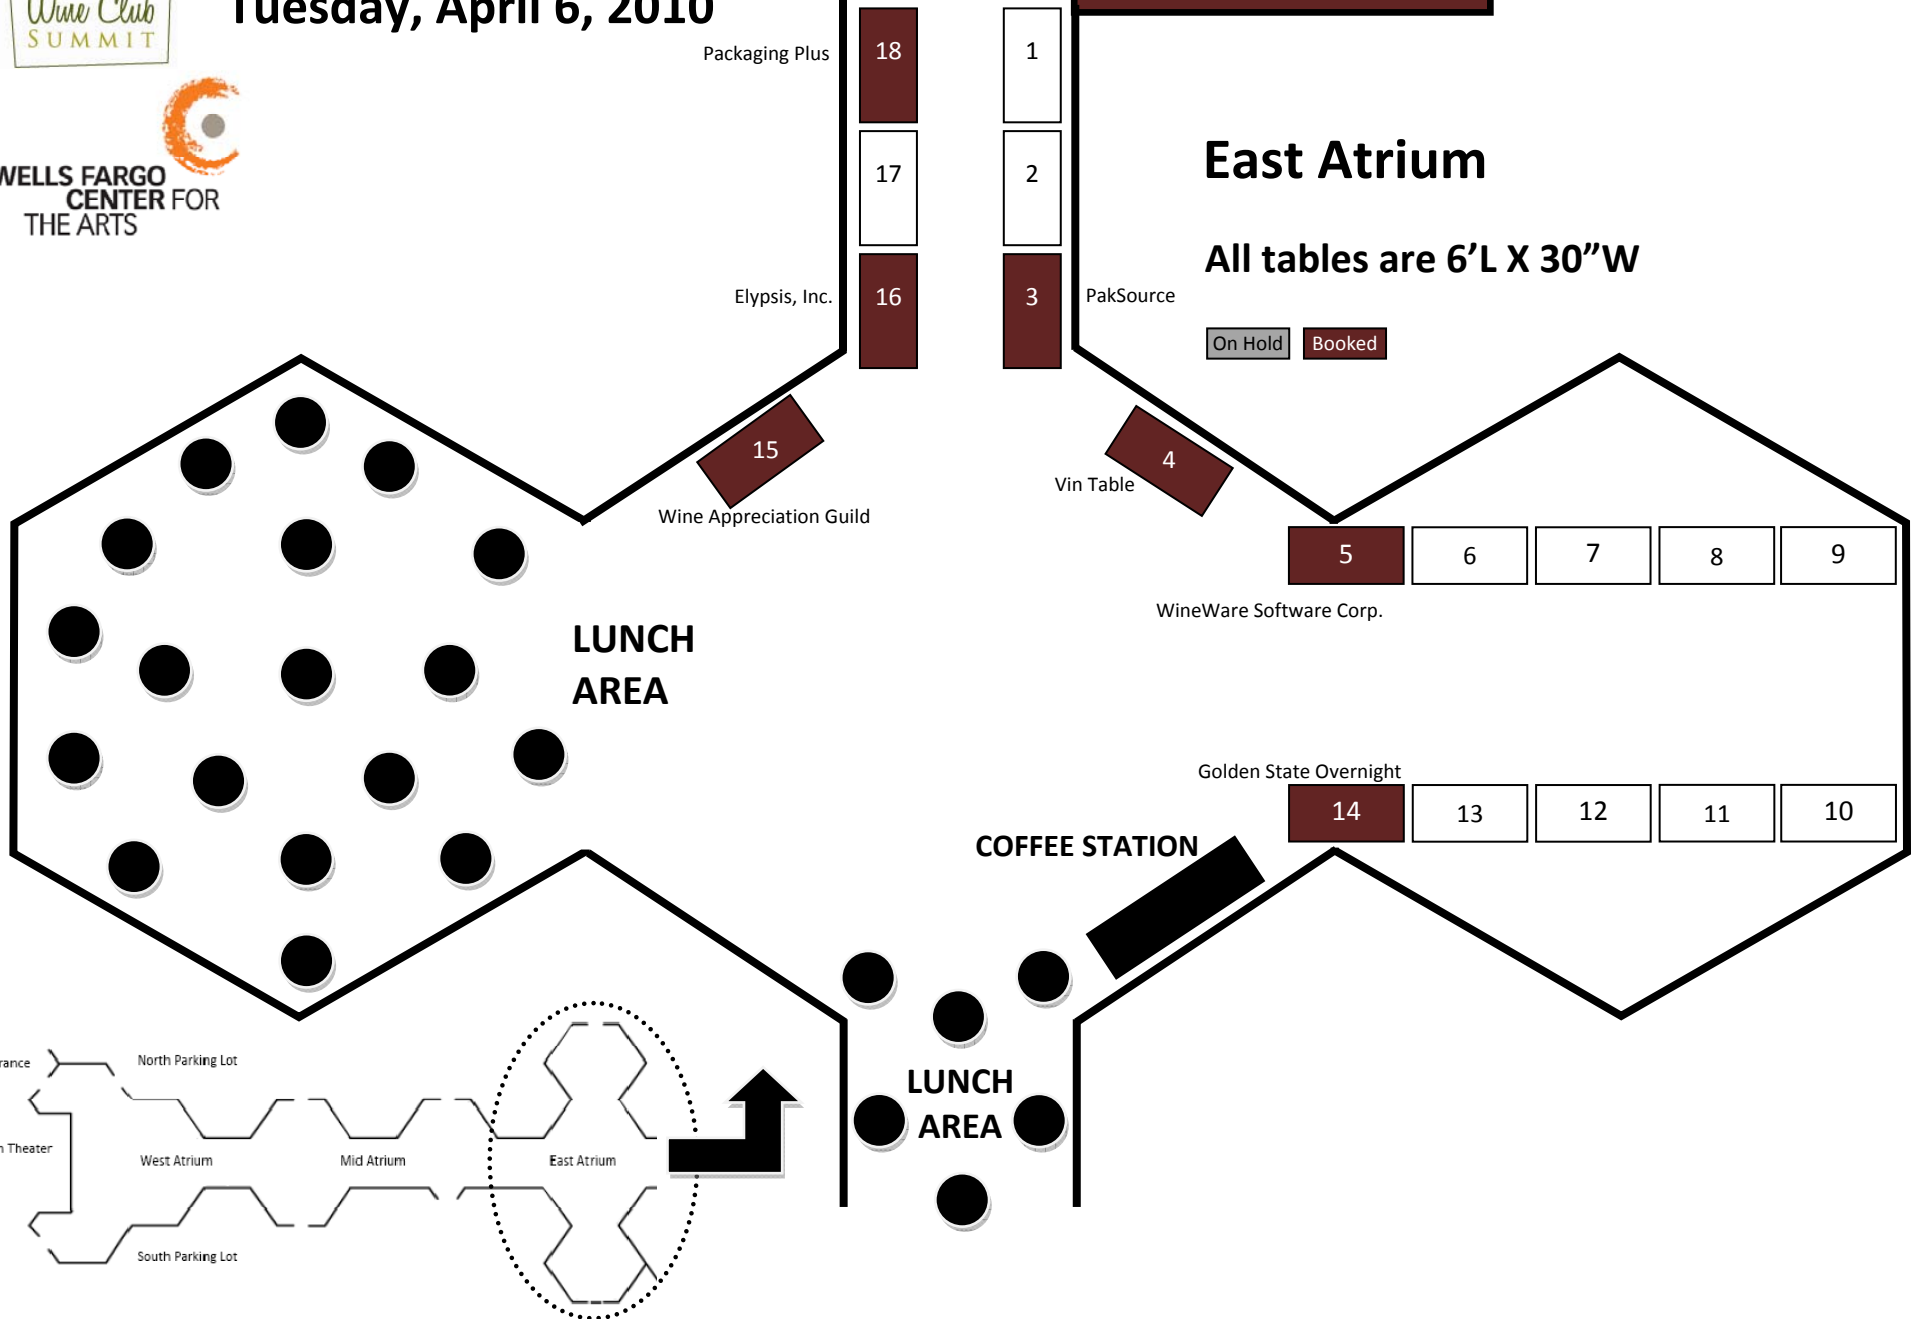 Wine Club
SUMMIT
Tuesday, April 6, 2010
WELLS FARGO
CENTER FOR
THE ARTS
Packaging Plus
18
1
17
2
Elypsis, Inc.
16
3
PakSource
East Atrium
All tables are 6’L X 30”W
On Hold
Booked
15
Wine Appreciation Guild
4
Vin Table
5
6
7
8
9
WineWare Software Corp.
LUNCH
AREA
Golden State Overnight
14
13
12
11
10
COFFEE STATION
LUNCH
AREA
North Parking Lot
Theater
West Atrium
Mid Atrium
East Atrium
South Parking Lot